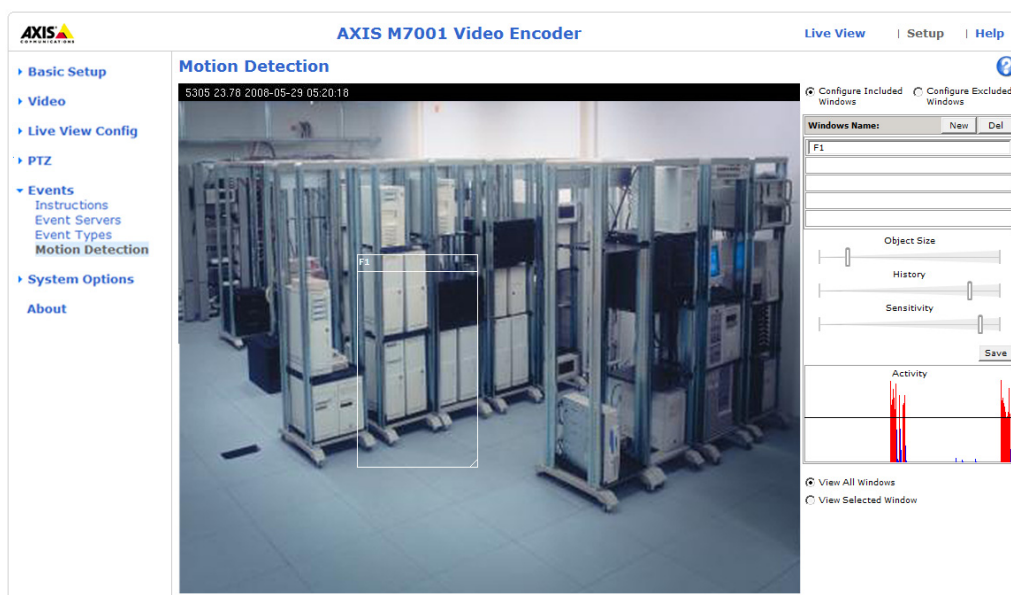 AXIS
COMMUNICATIONS
AXIS M7001 Video Encoder
Live View | Setup | Help
Basic Setup
Video
Live View Config
PTZ
Events
Instructions
Event Servers
Event Types
Motion Detection
System Options
About
Motion Detection
?
5305 23.78 2008-05-29 05:20:18
F1
Configure Included Windows
Configure Excluded Windows
Windows Name:
New
Del
F1
Object Size
History
Sensitivity
Save
Activity
View All Windows
View Selected Window